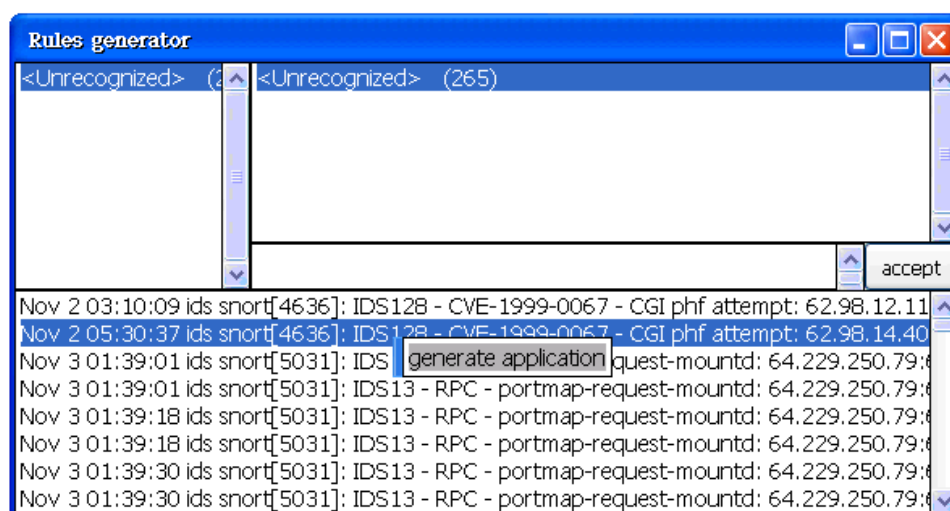 Rules generator
<Unrecognized> (2
<Unrecognized> (265)
accept
Nov 2 03:10:09 ids snort[4636]: IDS128 - CVE-1999-0067 - CGI phf attempt: 62.98.12.11
Nov 2 05:30:37 ids snort[4636]: IDS128 - CVE-1999-0067 - CGI phf attempt: 62.98.14.40
generate application
Nov 3 01:39:01 ids snort[5031]: IDS quest-mountd: 64.229.250.79:
Nov 3 01:39:01 ids snort[5031]: IDS13 - RPC - portmap-request-mountd: 64.229.250.79:
Nov 3 01:39:18 ids snort[5031]: IDS13 - RPC - portmap-request-mountd: 64.229.250.79:
Nov 3 01:39:18 ids snort[5031]: IDS13 - RPC - portmap-request-mountd: 64.229.250.79:
Nov 3 01:39:30 ids snort[5031]: IDS13 - RPC - portmap-request-mountd: 64.229.250.79:
Nov 3 01:39:30 ids snort[5031]: IDS13 - RPC - portmap-request-mountd: 64.229.250.79: